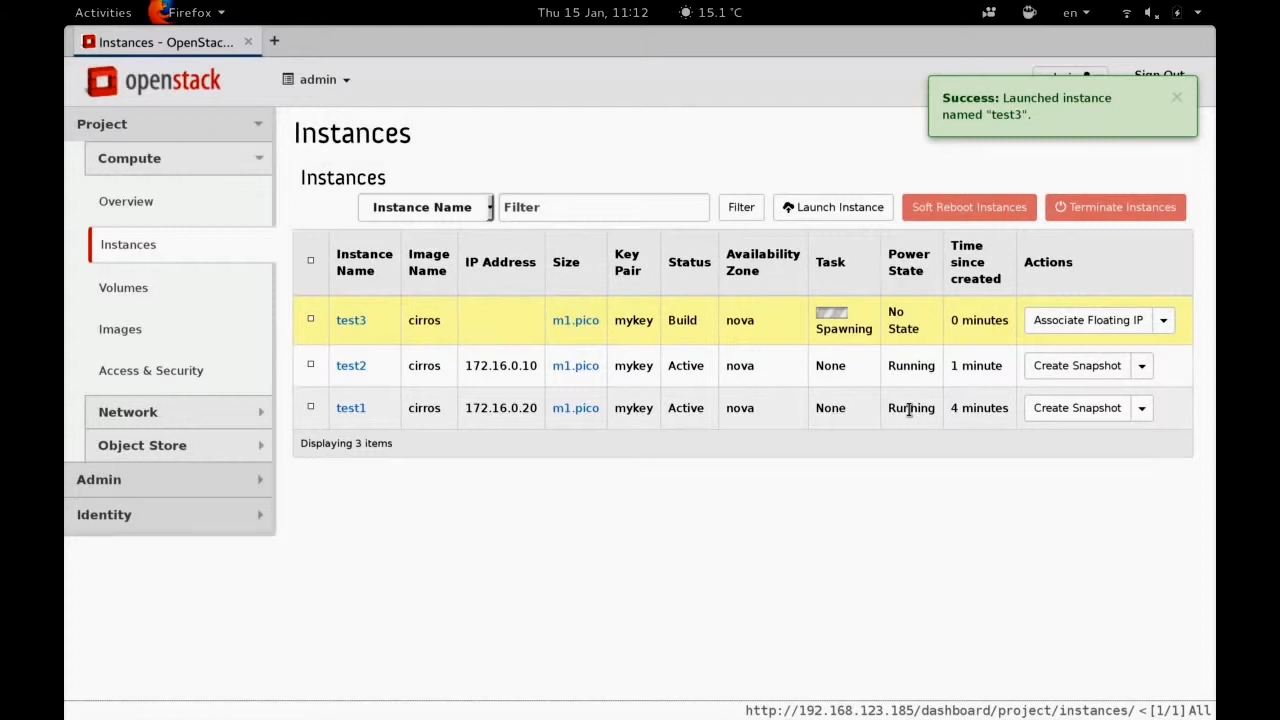 Activities Firefox Thu 15 Jan, 11:12 15.1 °C en
Instances - OpenStac...
openstack admin Sign Out
Success: Launched instance
named "test3".
Project
Compute
Overview
Instances
Volumes
Images
Access & Security
Network
Object Store
Admin
Identity
Instances
Instances
Instance Name Filter Filter Launch Instance Soft Reboot Instances Terminate Instances
Instance Name Image Name IP Address Size Key Pair Status Availability Zone Task Power State Time since created Actions
test3 cirros m1.pico mykey Build nova Spawning No State 0 minutes Associate Floating IP
test2 cirros 172.16.0.10 m1.pico mykey Active nova None Running 1 minute Create Snapshot
test1 cirros 172.16.0.20 m1.pico mykey Active nova None Running 4 minutes Create Snapshot
Displaying 3 items
http://192.168.123.185/dashboard/project/instances/ < [1/1] All